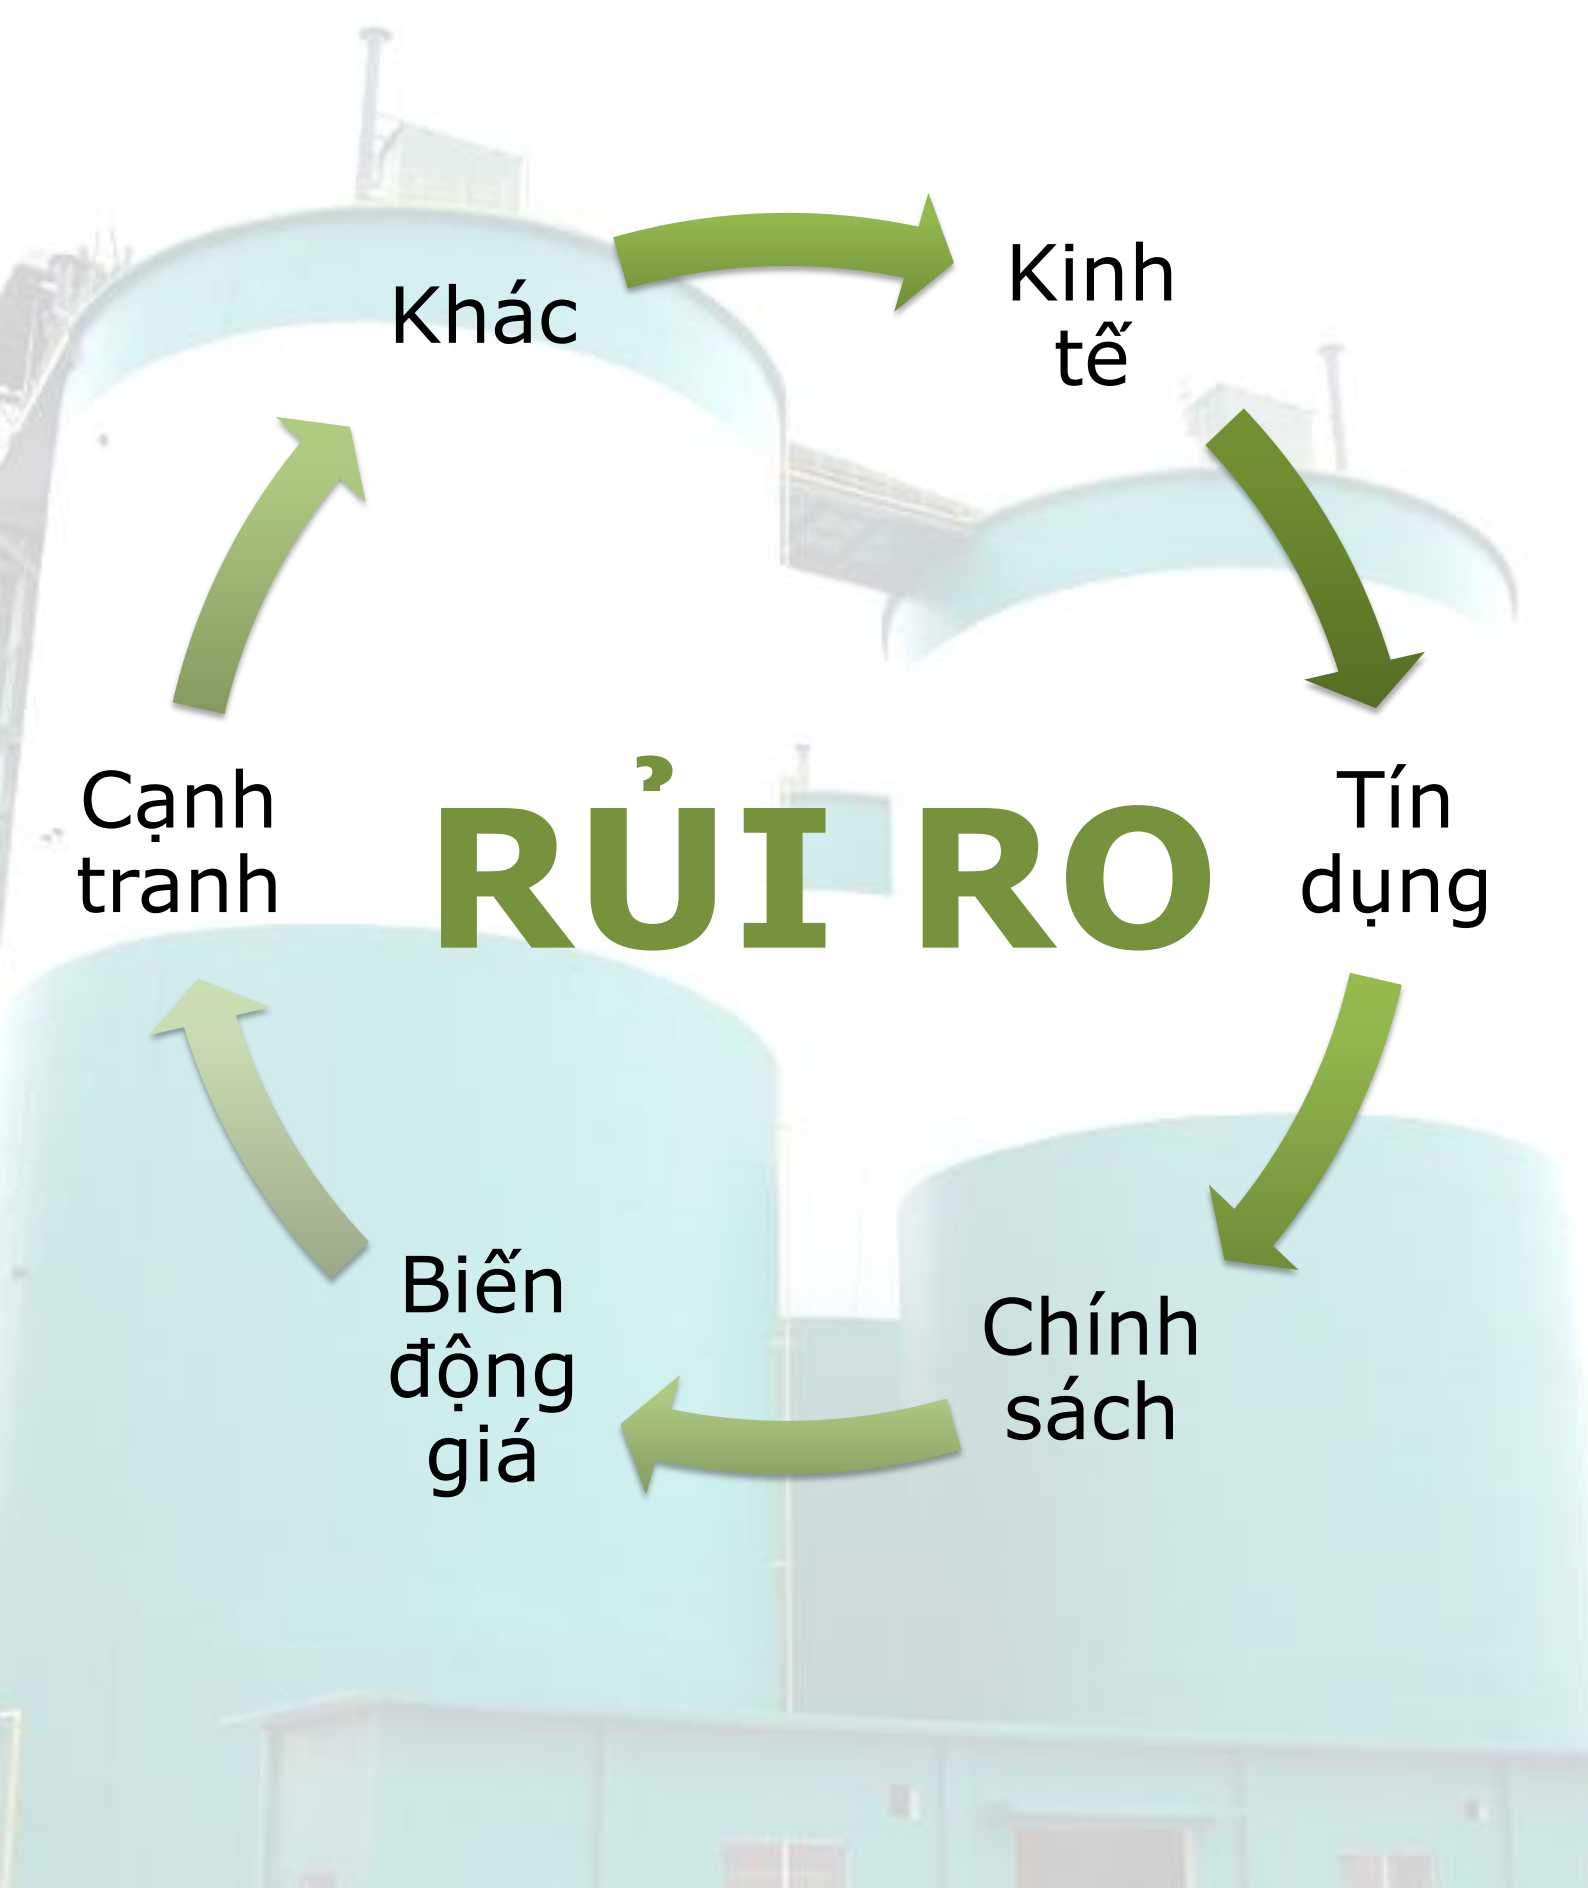 Khác
Kinh
tế
Cạnh
tranh
RỦI RO
Tín
dụng
Biến
động
giá
Chính
sách